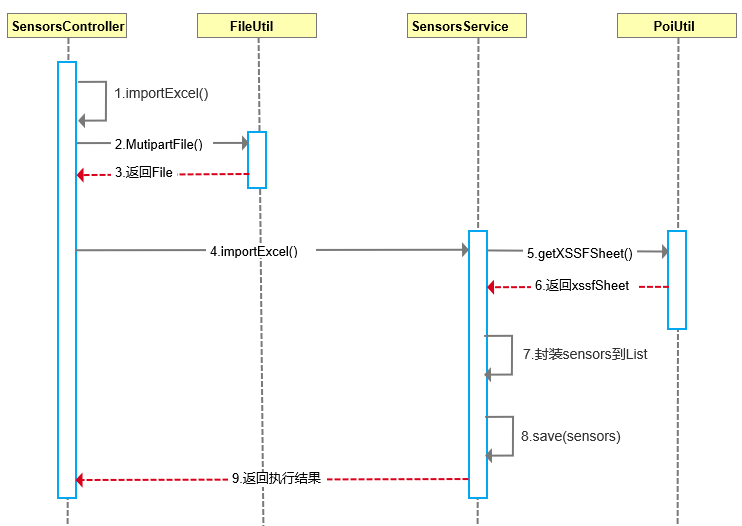 SensorsController
FileUtil
SensorsService
PoiUtil
1.importExcel()
2.MutipartFile()
3.返回File
4.importExcel()
5.getXSSFSheet()
6.返回xssfSheet
7.封装sensors到List
8.save(sensors)
9.返回执行结果